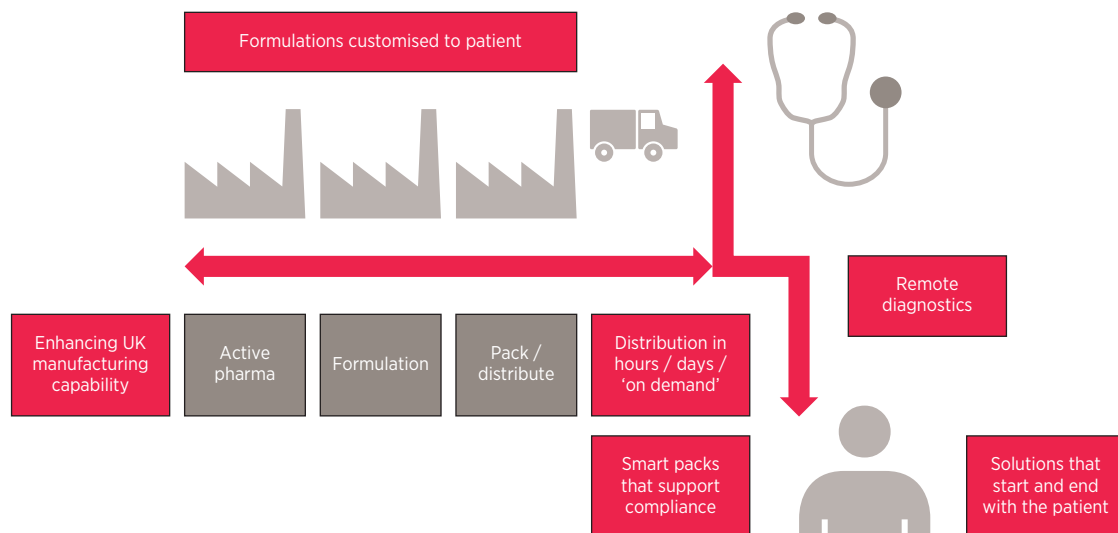 Formulations customised to patient
Remote
diagnostics
Enhancing UK
manufacturing
capability
Active
pharma
Formulation
Pack /
distribute
Distribution in
hours / days /
‘on demand’
Smart packs
that support
compliance
Solutions that
start and end
with the patient